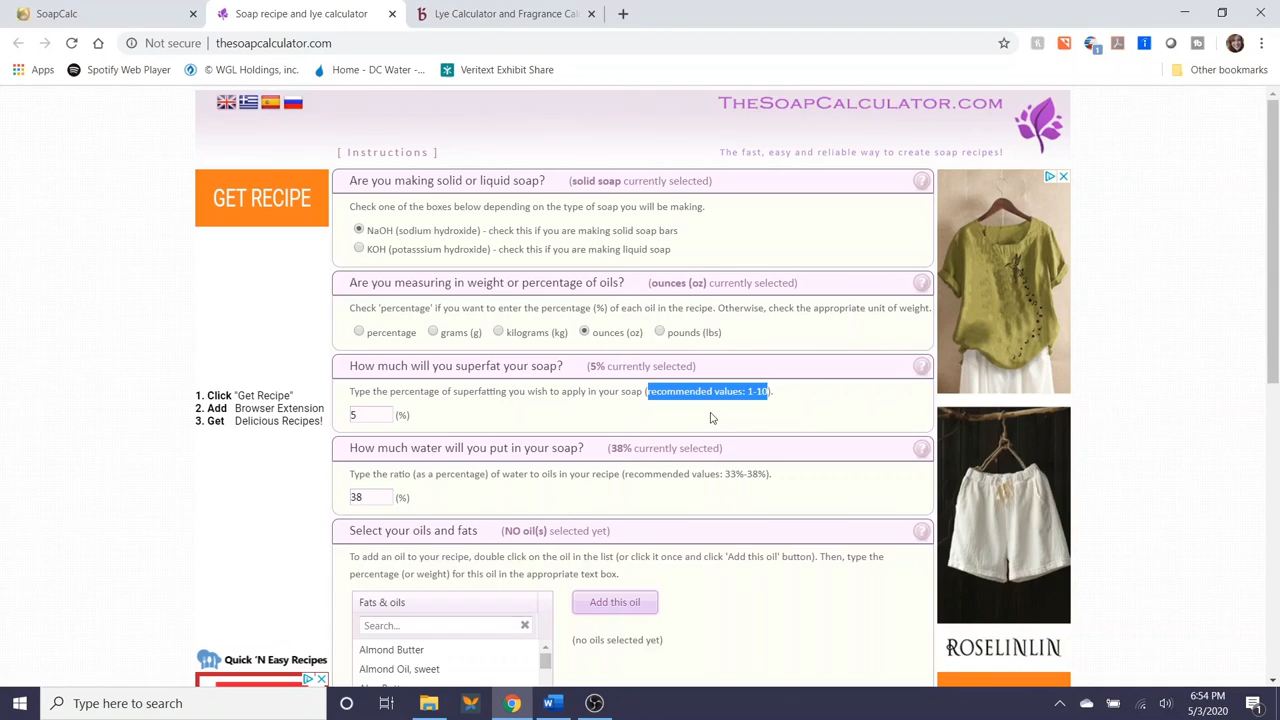 SoapCalc
Soap recipe and lye calculator
Lye Calculator and Fragrance Cal
Not secure
thesoapcalculator.com
Apps
Spotify Web Player
© WGL Holdings, inc.
Home - DC Water -...
Veritext Exhibit Share
Other bookmarks
TheSoapCalculator.com
[ Instructions ]
The fast, easy and reliable way to create soap recipes!
GET RECIPE
1. Click "Get Recipe"
2. Add Browser Extension
3. Get Delicious Recipes!
Quick 'N Easy Recipes
Are you making solid or liquid soap? (solid soap currently selected)
Check one of the boxes below depending on the type of soap you will be making.
NaOH (sodium hydroxide) - check this if you are making solid soap bars
KOH (potasssium hydroxide) - check this if you are making liquid soap
Are you measuring in weight or percentage of oils? (ounces (oz) currently selected)
Check 'percentage' if you want to enter the percentage (%) of each oil in the recipe. Otherwise, check the appropriate unit of weight.
percentage grams (g) kilograms (kg) ounces (oz) pounds (lbs)
How much will you superfat your soap? (5% currently selected)
Type the percentage of superfatting you wish to apply in your soap (recommended values: 1-10).
5 (%)
How much water will you put in your soap? (38% currently selected)
Type the ratio (as a percentage) of water to oils in your recipe (recommended values: 33%-38%).
38 (%)
Select your oils and fats (NO oil(s) selected yet)
To add an oil to your recipe, double click on the oil in the list (or click it once and click 'Add this oil' button). Then, type the
percentage (or weight) for this oil in the appropriate text box.
Fats & oils
Add this oil
Search...
(no oils selected yet)
Almond Butter
Almond Oil, sweet
ROSELINLIN
Type here to search
6:54 PM
5/3/2020